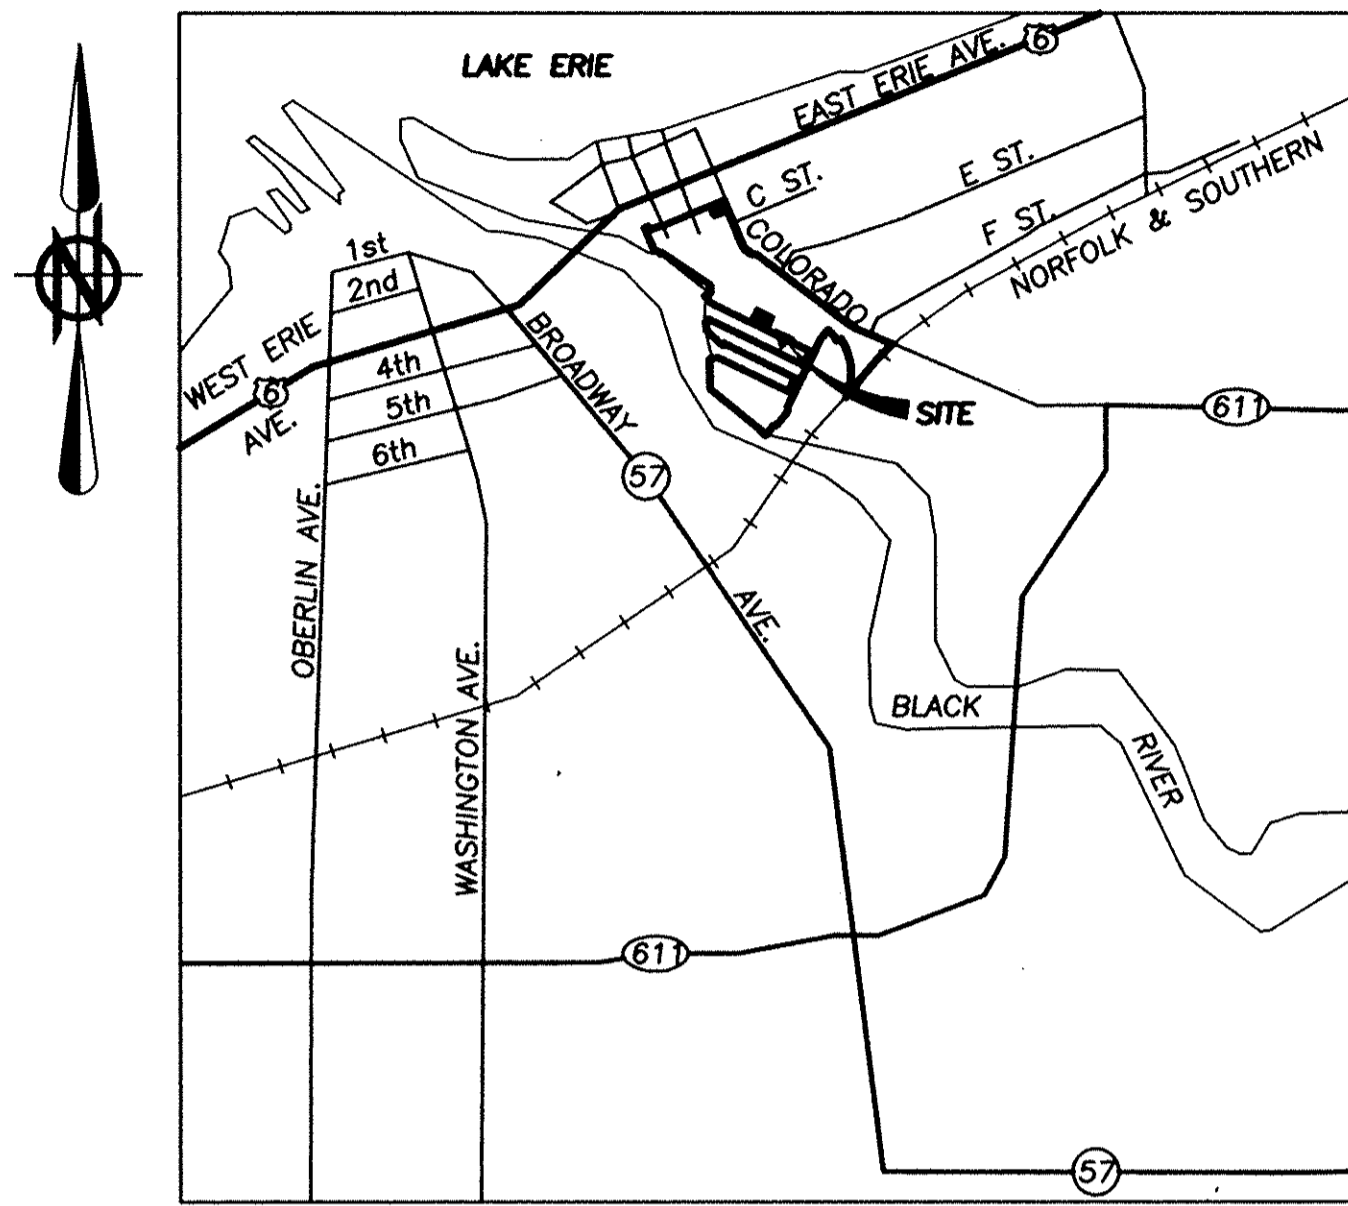 LAKE ERIE
EAST ERIE AVE.
6
C ST.
E ST.
F ST.
NORFOLK & SOUTHERN
COLORADO
N
1st
2nd
WEST ERIE
6
AVE.
4th
5th
6th
BROADWAY
57
AVE.
SITE
611
OBERLIN AVE.
WASHINGTON AVE.
BLACK
RIVER
611
57